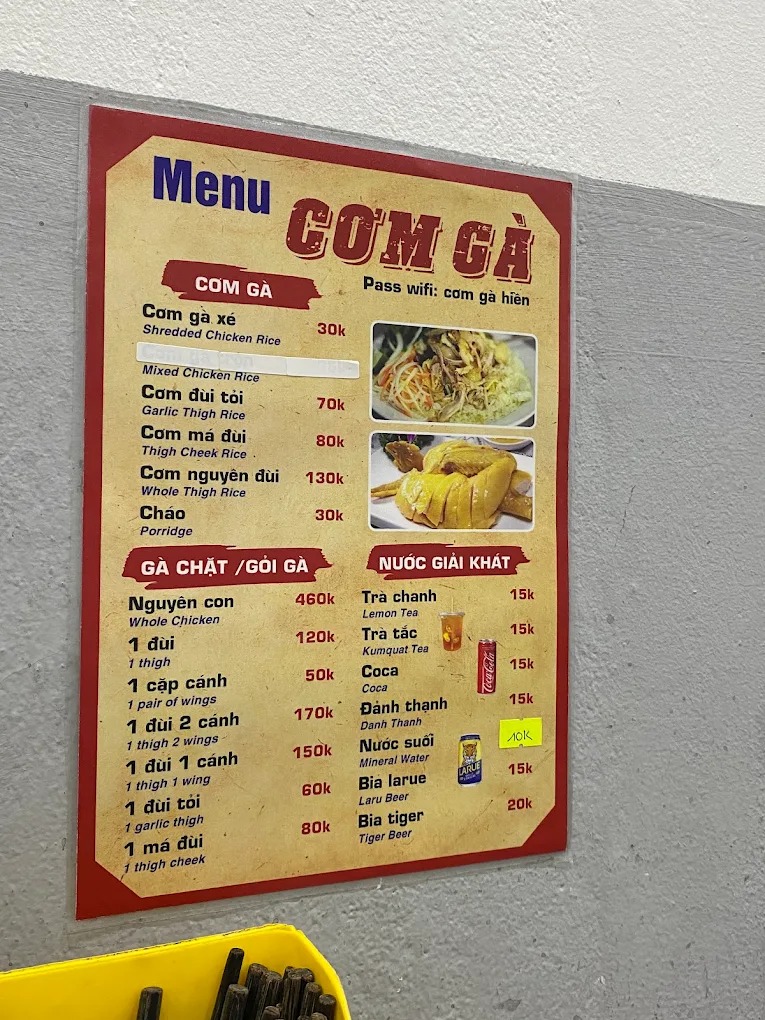 Menu
CƠM GÀ
Pass wifi: cơm gà hiền
CƠM GÀ
Cơm gà xé 30k
Shredded Chicken Rice
Mixed Chicken Rice
Cơm đùi tỏi 70k
Garlic Thigh Rice
Cơm má đùi 80k
Thigh Cheek Rice
Cơm nguyên đùi 130k
Whole Thigh Rice
Cháo 30k
Porridge
GÀ CHẶT /GỎI GÀ
Nguyên con 460k
Whole Chicken
1 đùi 120k
1 thigh
1 cặp cánh 50k
1 pair of wings
1 đùi 2 cánh 170k
1 thigh 2 wings
1 đùi 1 cánh 150k
1 thigh 1 wing
1 đùi tỏi 60k
1 garlic thigh
1 má đùi 80k
1 thigh cheek
NƯỚC GIẢI KHÁT
Trà chanh 15k
Lemon Tea
Trà tắc 15k
Kumquat Tea
Coca 15k
Coca
Coca-Cola
Đảnh thạnh 15k
Danh Thanh
Nước suối 10k
Mineral Water
LARUE
Bia larue 15k
Laru Beer
Bia tiger 20k
Tiger Beer